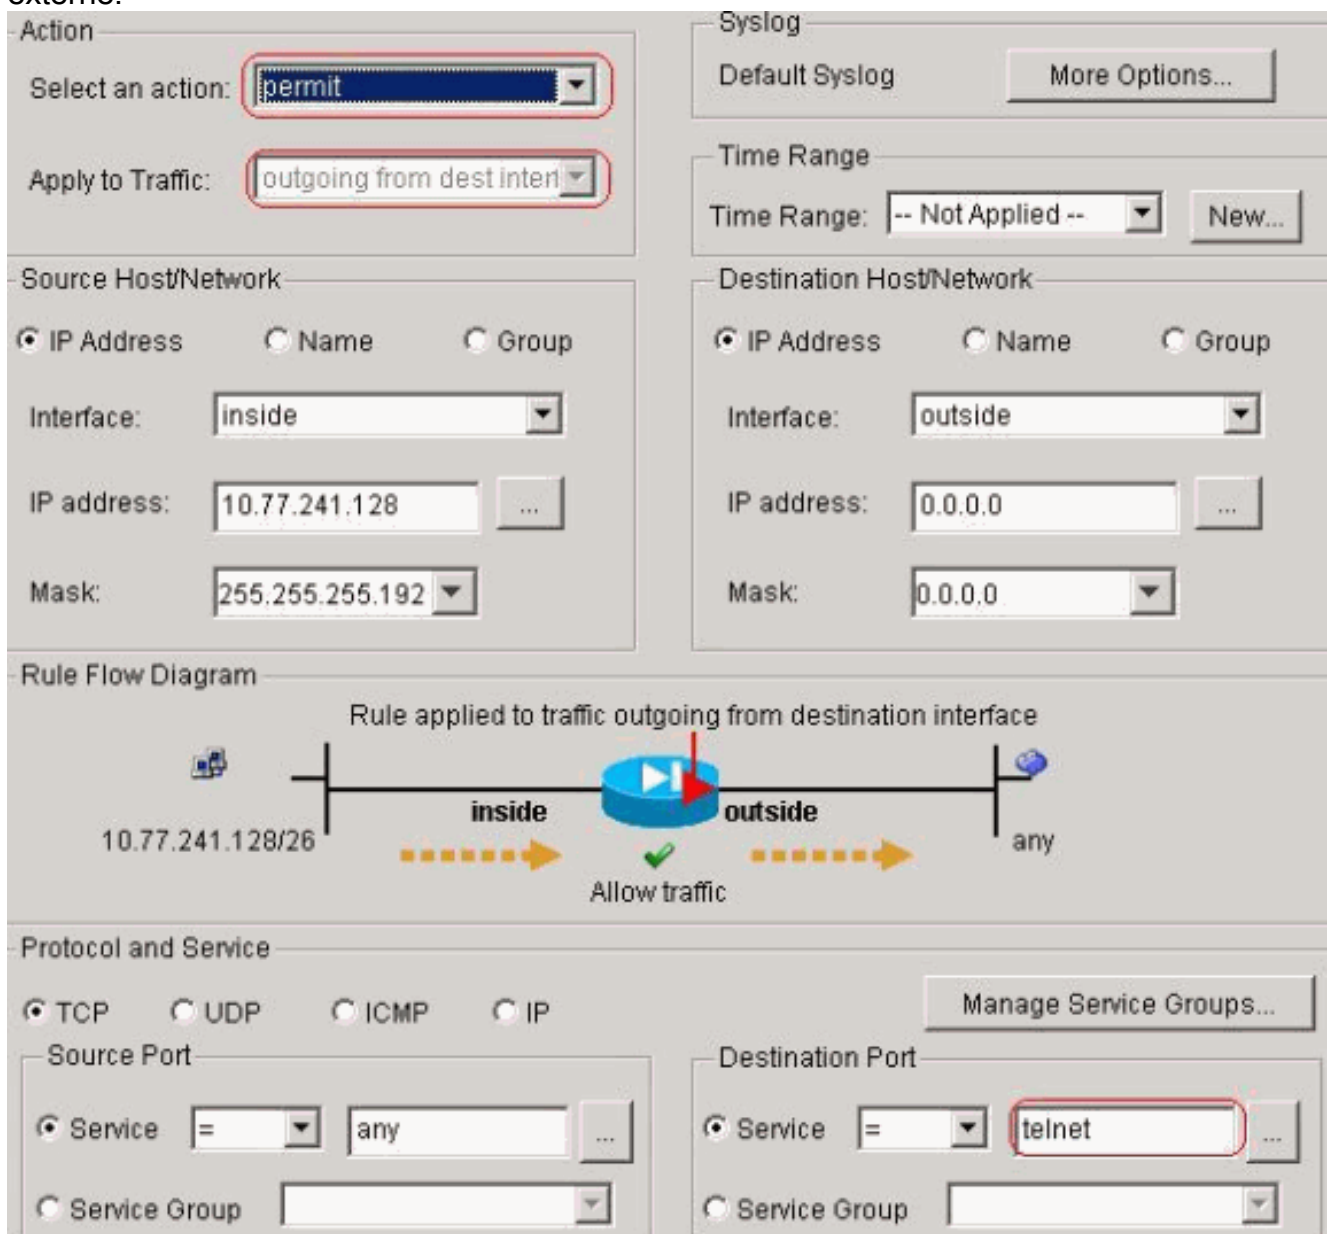 externe.
Action
Select an action: permit
Apply to Traffic: outgoing from dest interf
Syslog
Default Syslog More Options...
Time Range
Time Range: -- Not Applied -- New...
Source Host/Network
IP Address Name Group
Interface: inside
IP address: 10.77.241.128 ...
Mask: 255.255.255.192
Destination Host/Network
IP Address Name Group
Interface: outside
IP address: 0.0.0.0 ...
Mask: 0.0.0.0
Rule Flow Diagram
Rule applied to traffic outgoing from destination interface
inside outside
10.77.241.128/26 any
Allow traffic
Protocol and Service
TCP UDP ICMP IP Manage Service Groups...
Source Port
Service = any ...
Service Group
Destination Port
Service = telnet ...
Service Group